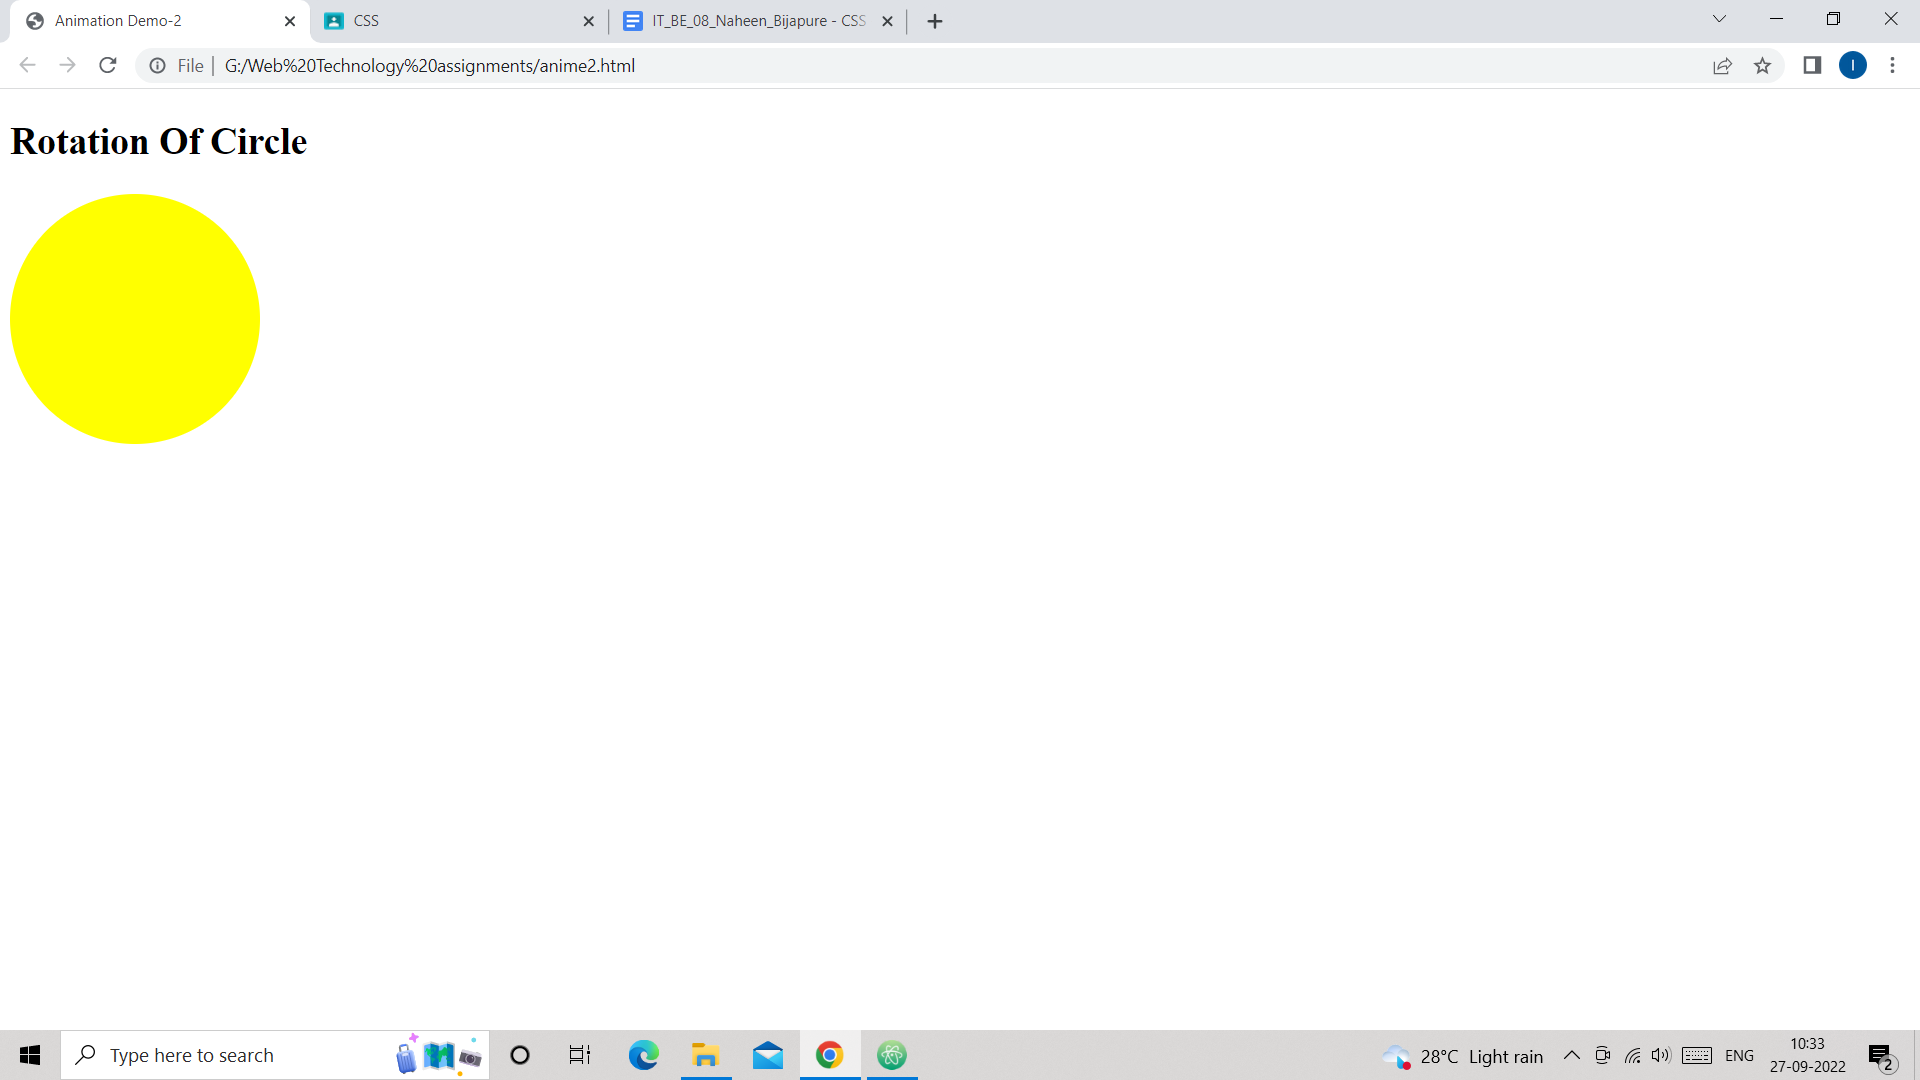 Animation Demo-2
CSS
IT_BE_08_Naheen_Bijapure - CSS
File | G:/Web%20Technology%20assignments/anime2.html
I
Rotation Of Circle
Type here to search
28°C Light rain
ENG
10:33
27-09-2022
2